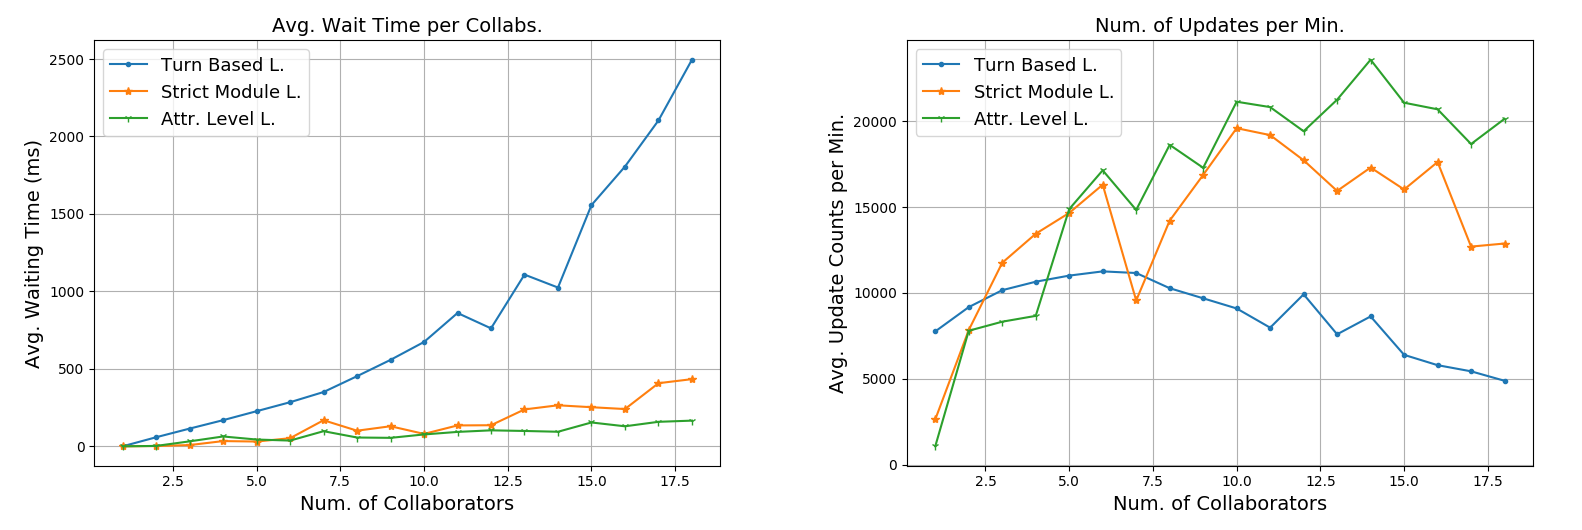 Avg. Wait Time per Collabs.
Turn Based L.
Strict Module L.
Attr. Level L.
Avg. Waiting Time (ms)
2500
2000
1500
1000
500
0
2.5 5.0 7.5 10.0 12.5 15.0 17.5
Num. of Collaborators
Num. of Updates per Min.
Turn Based L.
Strict Module L.
Attr. Level L.
Avg. Update Counts per Min.
20000
15000
10000
5000
0
2.5 5.0 7.5 10.0 12.5 15.0 17.5
Num. of Collaborators